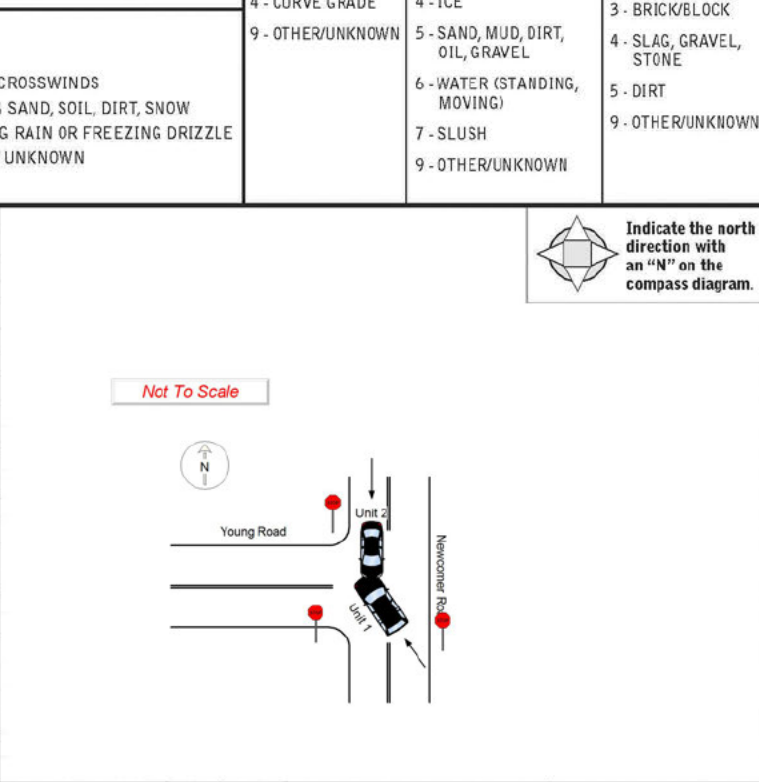 4 - CURVE GRADE
9 - OTHER/UNKNOWN
4 - ICE
5 - SAND, MUD, DIRT,
OIL, GRAVEL
6 - WATER (STANDING,
MOVING)
7 - SLUSH
9 - OTHER/UNKNOWN
3 - BRICK/BLOCK
4 - SLAG, GRAVEL,
STONE
5 - DIRT
9 - OTHER/UNKNOWN
CROSSWINDS
SAND, SOIL, DIRT, SNOW
G RAIN OR FREEZING DRIZZLE
UNKNOWN
Indicate the north
direction with
an “N” on the
compass diagram.
Not To Scale
N
Unit 2
Young Road
Newcomer
Unit 1